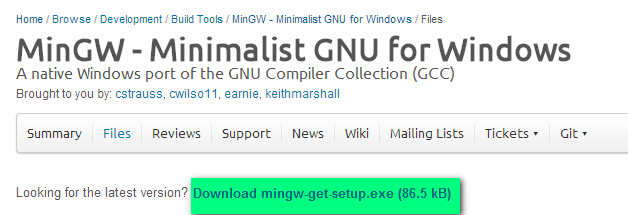 Home / Browse / Development / Build Tools / MinGW - Minimalist GNU for Windows / Files
MinGW - Minimalist GNU for Windows
A native Windows port of the GNU Compiler Collection (GCC)
Brought to you by: cstrauss, cwilso11, earnie, keithmarshall
Summary Files Reviews Support News Wiki Mailing Lists Tickets ▾ Git ▾
Looking for the latest version? Download mingw-get-setup.exe (86.5 kB)